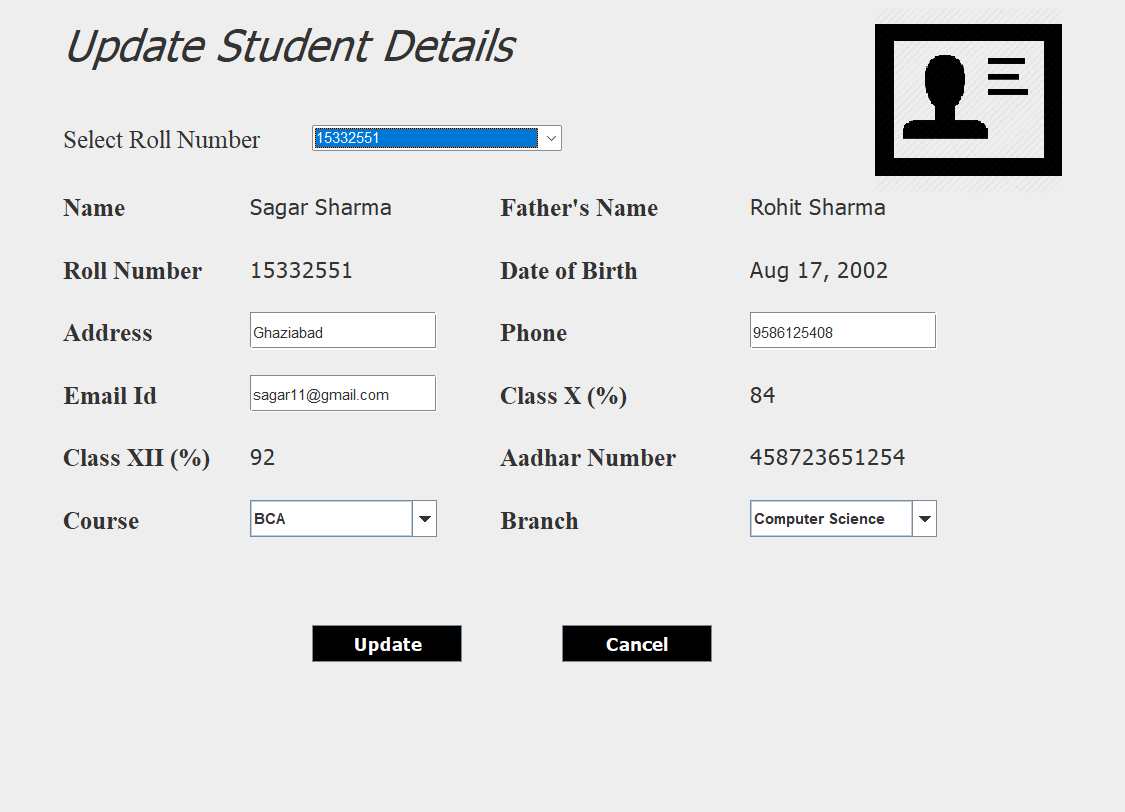 Update Student Details
Select Roll Number 15332551
Name Sagar Sharma Father's Name Rohit Sharma
Roll Number 15332551 Date of Birth Aug 17, 2002
Address Ghaziabad Phone 9586125408
Email Id sagar11@gmail.com Class X (%) 84
Class XII (%) 92 Aadhar Number 458723651254
Course BCA Branch Computer Science
Update Cancel